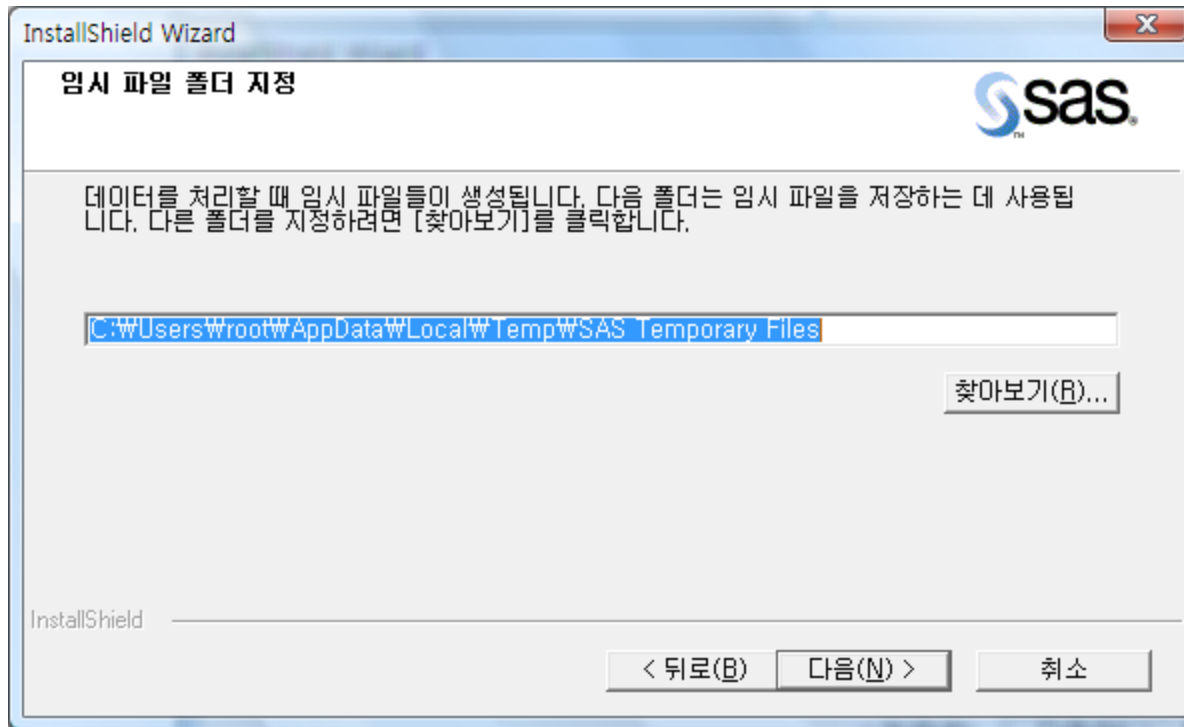 InstallShield Wizard
임시 파일 폴더 지정
sas
데이터를 처리할 때 임시 파일들이 생성됩니다. 다음 폴더는 임시 파일을 저장하는 데 사용됩
니다. 다른 폴더를 지정하려면 [찾아보기]를 클릭합니다.
C:₩Users₩root₩AppData₩Local₩Temp₩SAS Temporary Files
찾아보기(R)...
InstallShield
< 뒤로(B) 다음(N) > 취소